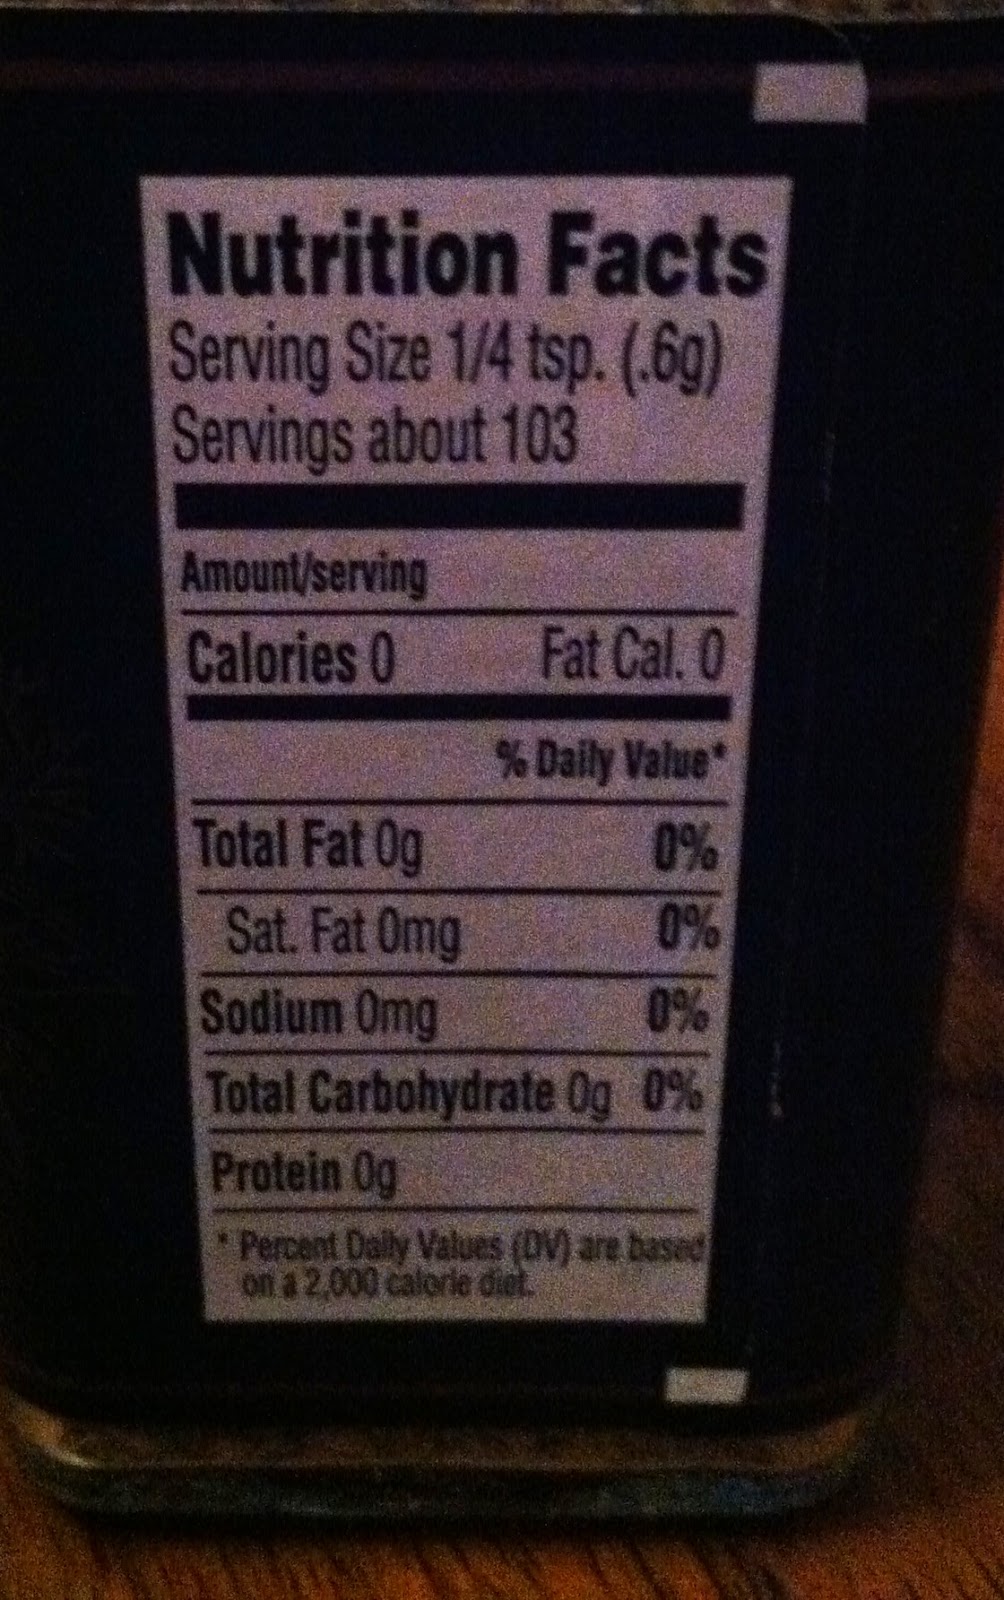 Nutrition Facts
Serving Size 1/4 tsp. (.6g)
Servings about 103
Amount/serving
Calories 0 Fat Cal. 0
% Daily Value*
Total Fat 0g 0%
Sat. Fat 0mg 0%
Sodium 0mg 0%
Total Carbohydrate 0g 0%
Protein 0g
* Percent Daily Values (DV) are based
on a 2,000 calorie diet.